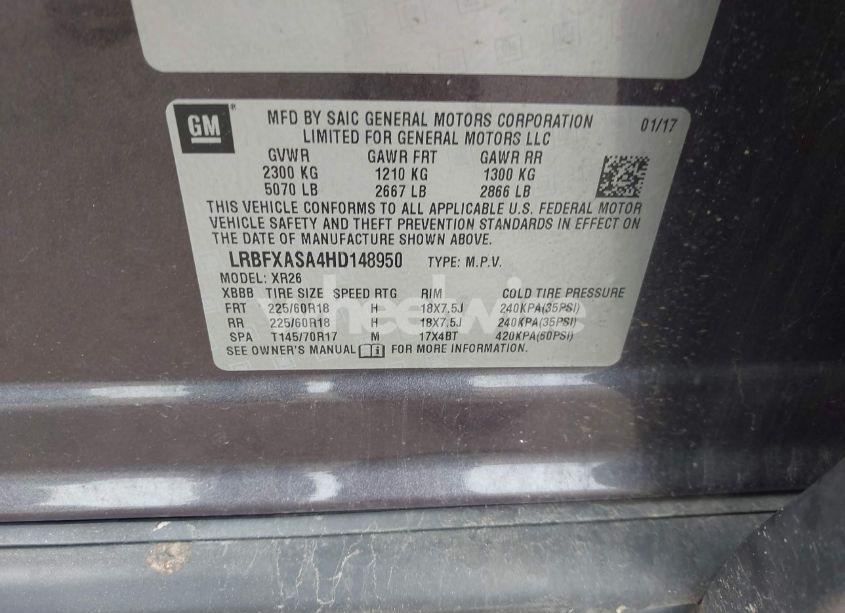 GM
MFD BY SAIC GENERAL MOTORS CORPORATION 01/17
LIMITED FOR GENERAL MOTORS LLC
GVWR GAWR FRT GAWR RR
2300 KG 1210 KG 1300 KG
5070 LB 2667 LB 2866 LB
THIS VEHICLE CONFORMS TO ALL APPLICABLE U.S. FEDERAL MOTOR
VEHICLE SAFETY AND THEFT PREVENTION STANDARDS IN EFFECT ON
THE DATE OF MANUFACTURE SHOWN ABOVE.
LRBFXASA4HD148950 TYPE: M.P.V.
MODEL: XR26
XBBB TIRE SIZE SPEED RTG RIM COLD TIRE PRESSURE
FRT 225/60R18 H 18X7.5J 240KPA(35PSI)
RR 225/60R18 H 18X7.5J 240KPA(35PSI)
SPA T145/70R17 M 17X4BT 420KPA(60PSI)
SEE OWNER'S MANUAL FOR MORE INFORMATION.